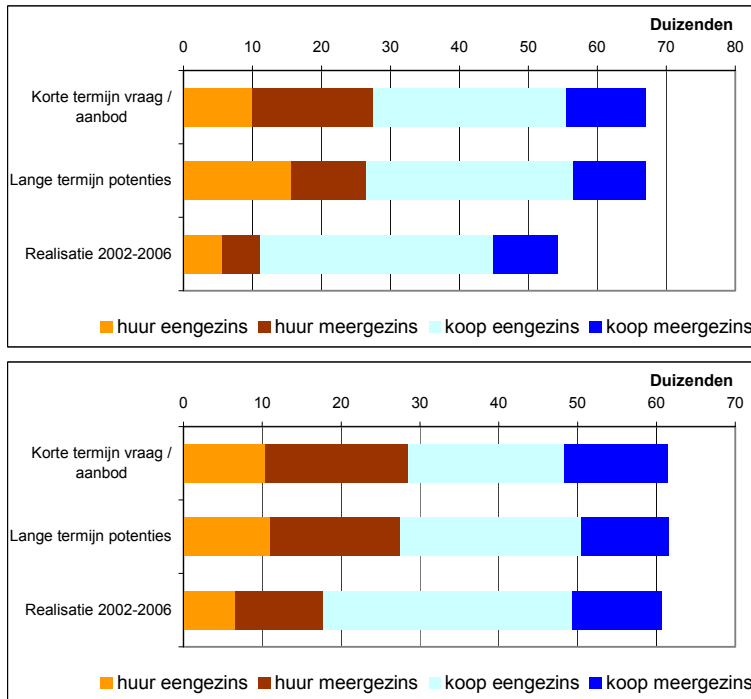 Duizenden
0 10 20 30 40 50 60 70 80
Korte termijn vraag /
aanbod
Lange termijn potenties
Realisatie 2002-2006
huur eengezins huur meergezins koop eengezins koop meergezins
Duizenden
0 10 20 30 40 50 60 70
Korte termijn vraag /
aanbod
Lange termijn potenties
Realisatie 2002-2006
huur eengezins huur meergezins koop eengezins koop meergezins